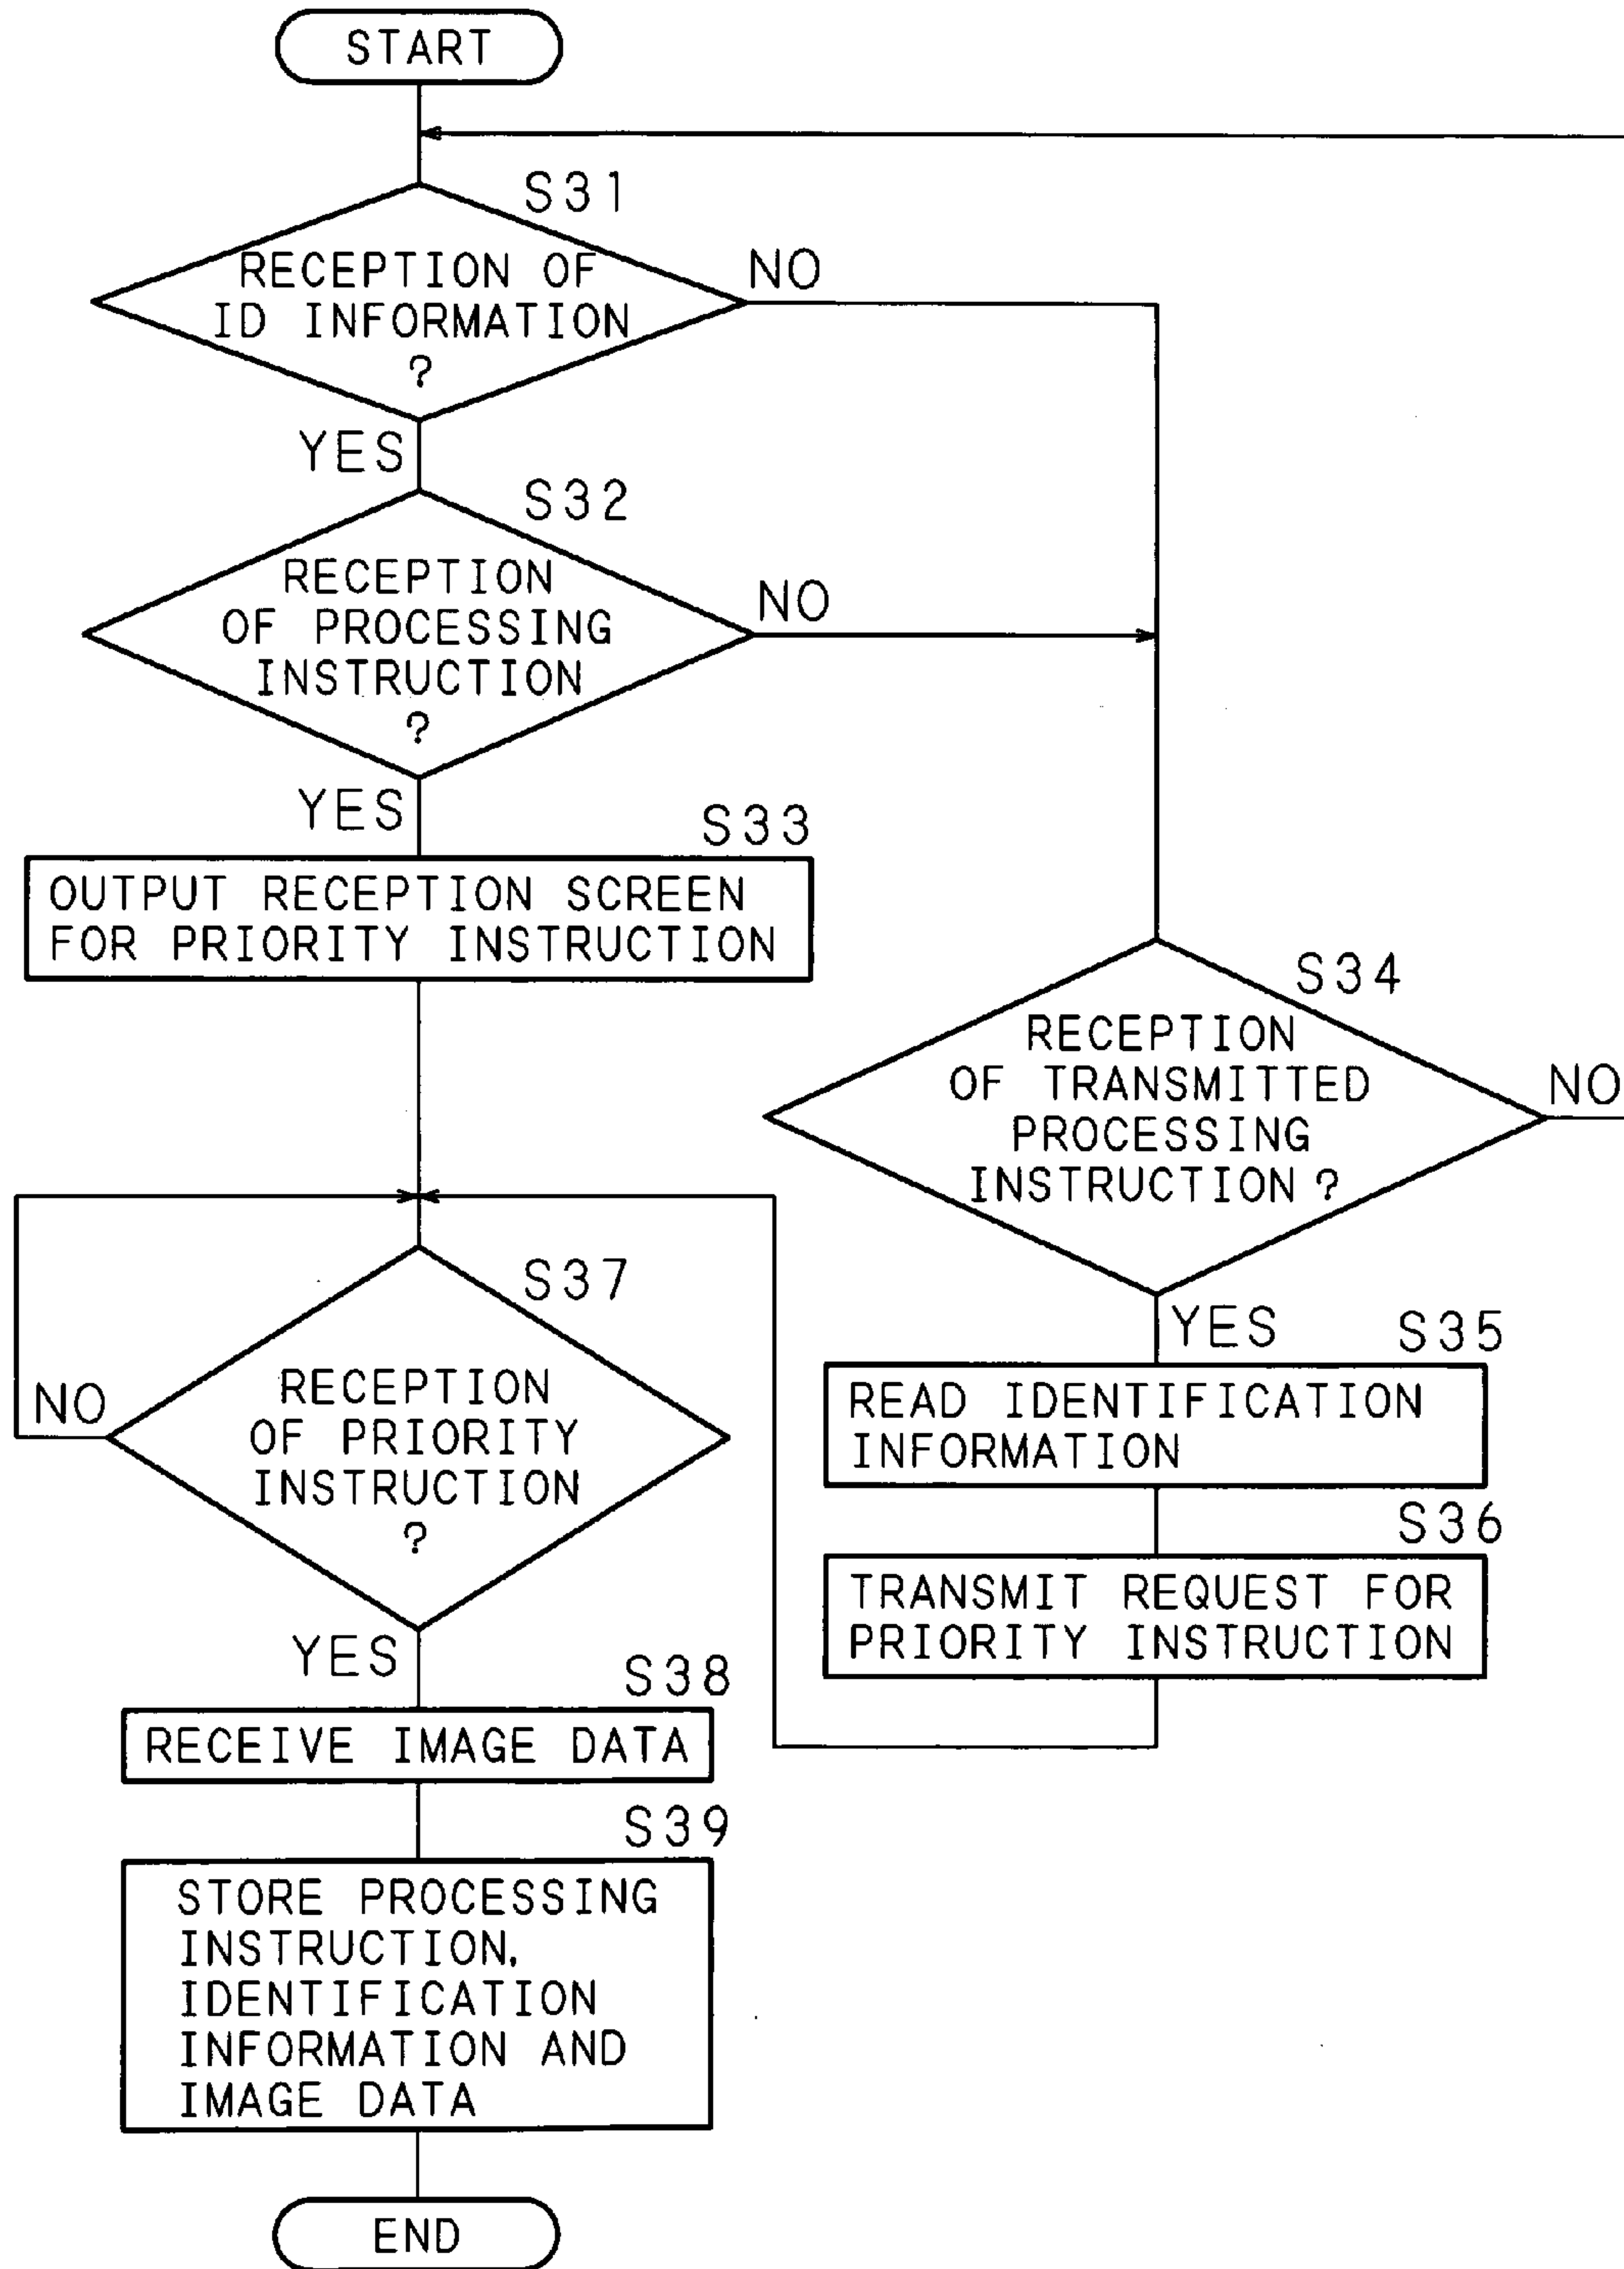 START
S31
RECEPTION OF
ID INFORMATION
?
NO
YES
S32
RECEPTION
OF PROCESSING
INSTRUCTION
?
NO
YES
S33
OUTPUT RECEPTION SCREEN
FOR PRIORITY INSTRUCTION
S34
RECEPTION
OF TRANSMITTED
PROCESSING
INSTRUCTION ?
NO
YES
S35
READ IDENTIFICATION
INFORMATION
S36
TRANSMIT REQUEST FOR
PRIORITY INSTRUCTION
S37
RECEPTION
OF PRIORITY
INSTRUCTION
?
NO
YES
S38
RECEIVE IMAGE DATA
S39
STORE PROCESSING
INSTRUCTION,
IDENTIFICATION
INFORMATION AND
IMAGE DATA
END